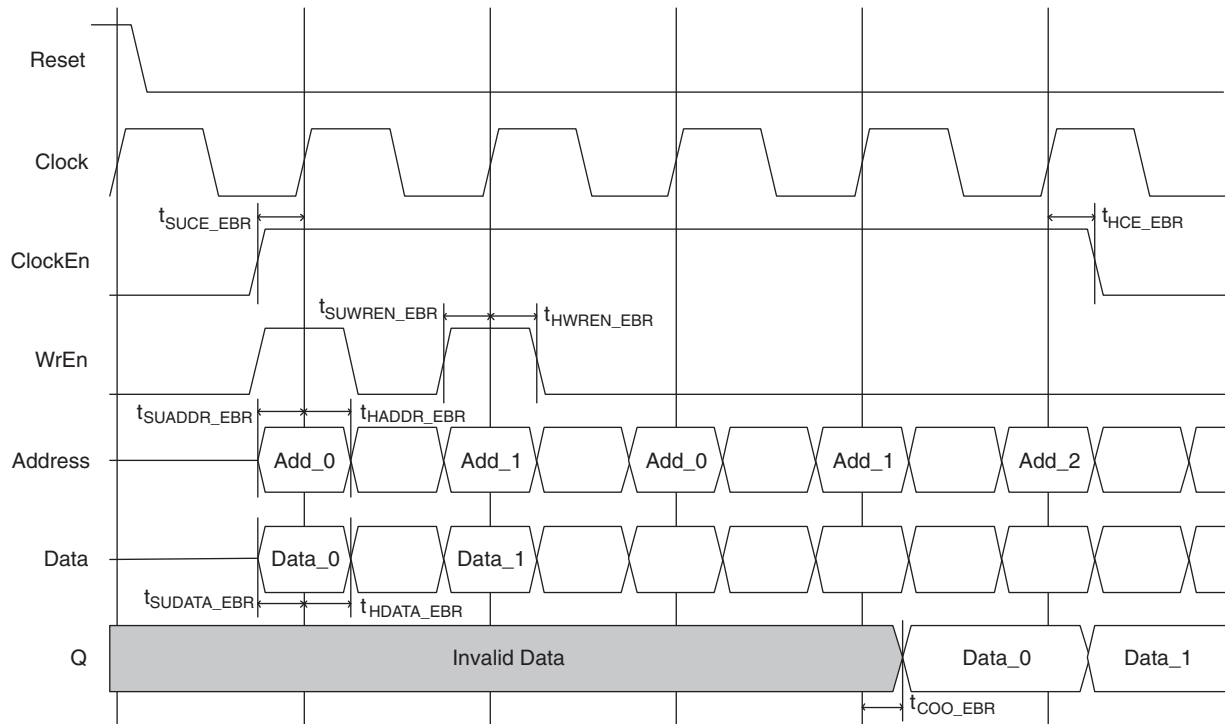 Reset
Clock
tSUCE_EBR
tHCE_EBR
ClockEn
tSUWREN_EBR
tHWREN_EBR
WrEn
tSUADDR_EBR
tHADDR_EBR
Address
Add_0
Add_1
Add_0
Add_1
Add_2
Data
Data_0
Data_1
tSUDATA_EBR
tHDATA_EBR
Q
Invalid Data
Data_0
Data_1
tCOO_EBR